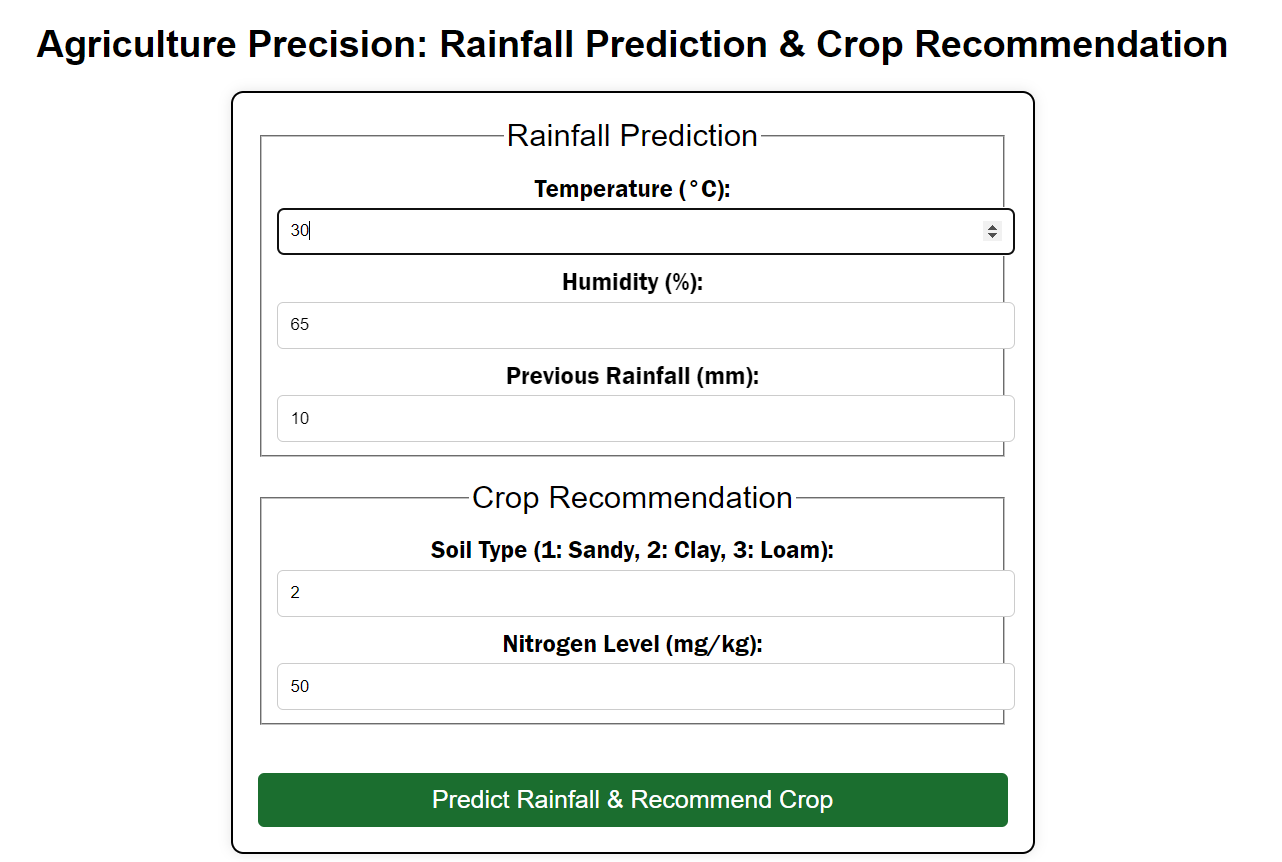 Agriculture Precision: Rainfall Prediction & Crop Recommendation
Rainfall Prediction
Temperature (°C):
30
Humidity (%):
65
Previous Rainfall (mm):
10
Crop Recommendation
Soil Type (1: Sandy, 2: Clay, 3: Loam):
2
Nitrogen Level (mg/kg):
50
Predict Rainfall & Recommend Crop